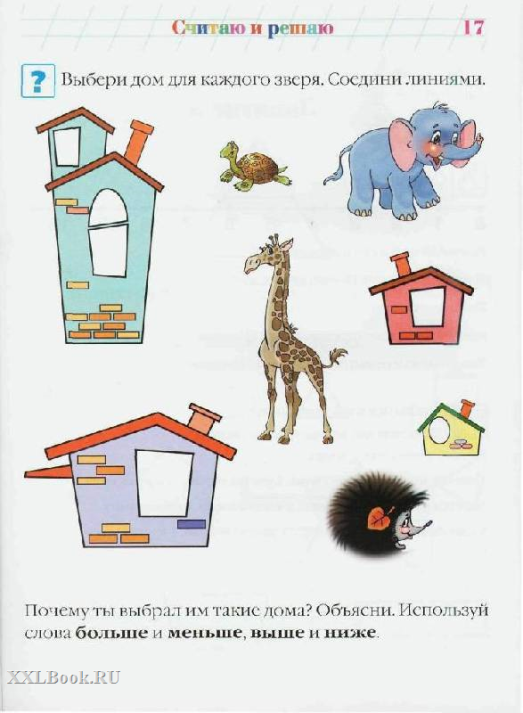 Считаю и решаю 17
? Выбери дом для каждого зверя. Соедини линиями.
Почему ты выбрал им такие дома? Объясни. Используй
слова больше и меньше, выше и ниже.
XXLBook.RU